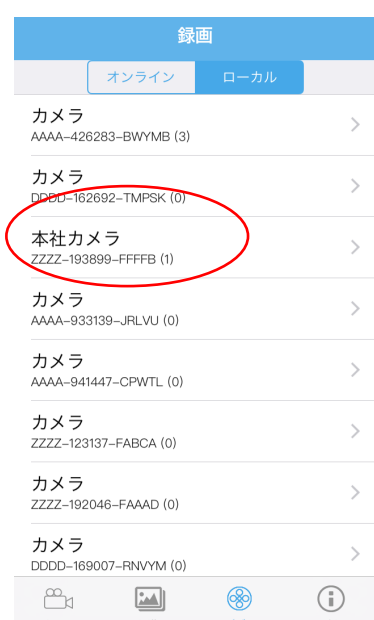 録画
オンライン ローカル
カメラ
AAAA-426283-BWYMB (3)
カメラ
DDDD-162692-TMPSK (0)
本社カメラ
ZZZZ-193899-FFFFB (1)
カメラ
AAAA-933139-JRLVU (0)
カメラ
AAAA-941447-CPWTL (0)
カメラ
ZZZZ-123137-FABCA (0)
カメラ
ZZZZ-192046-FAAAD (0)
カメラ
DDDD-169007-RNVYM (0)